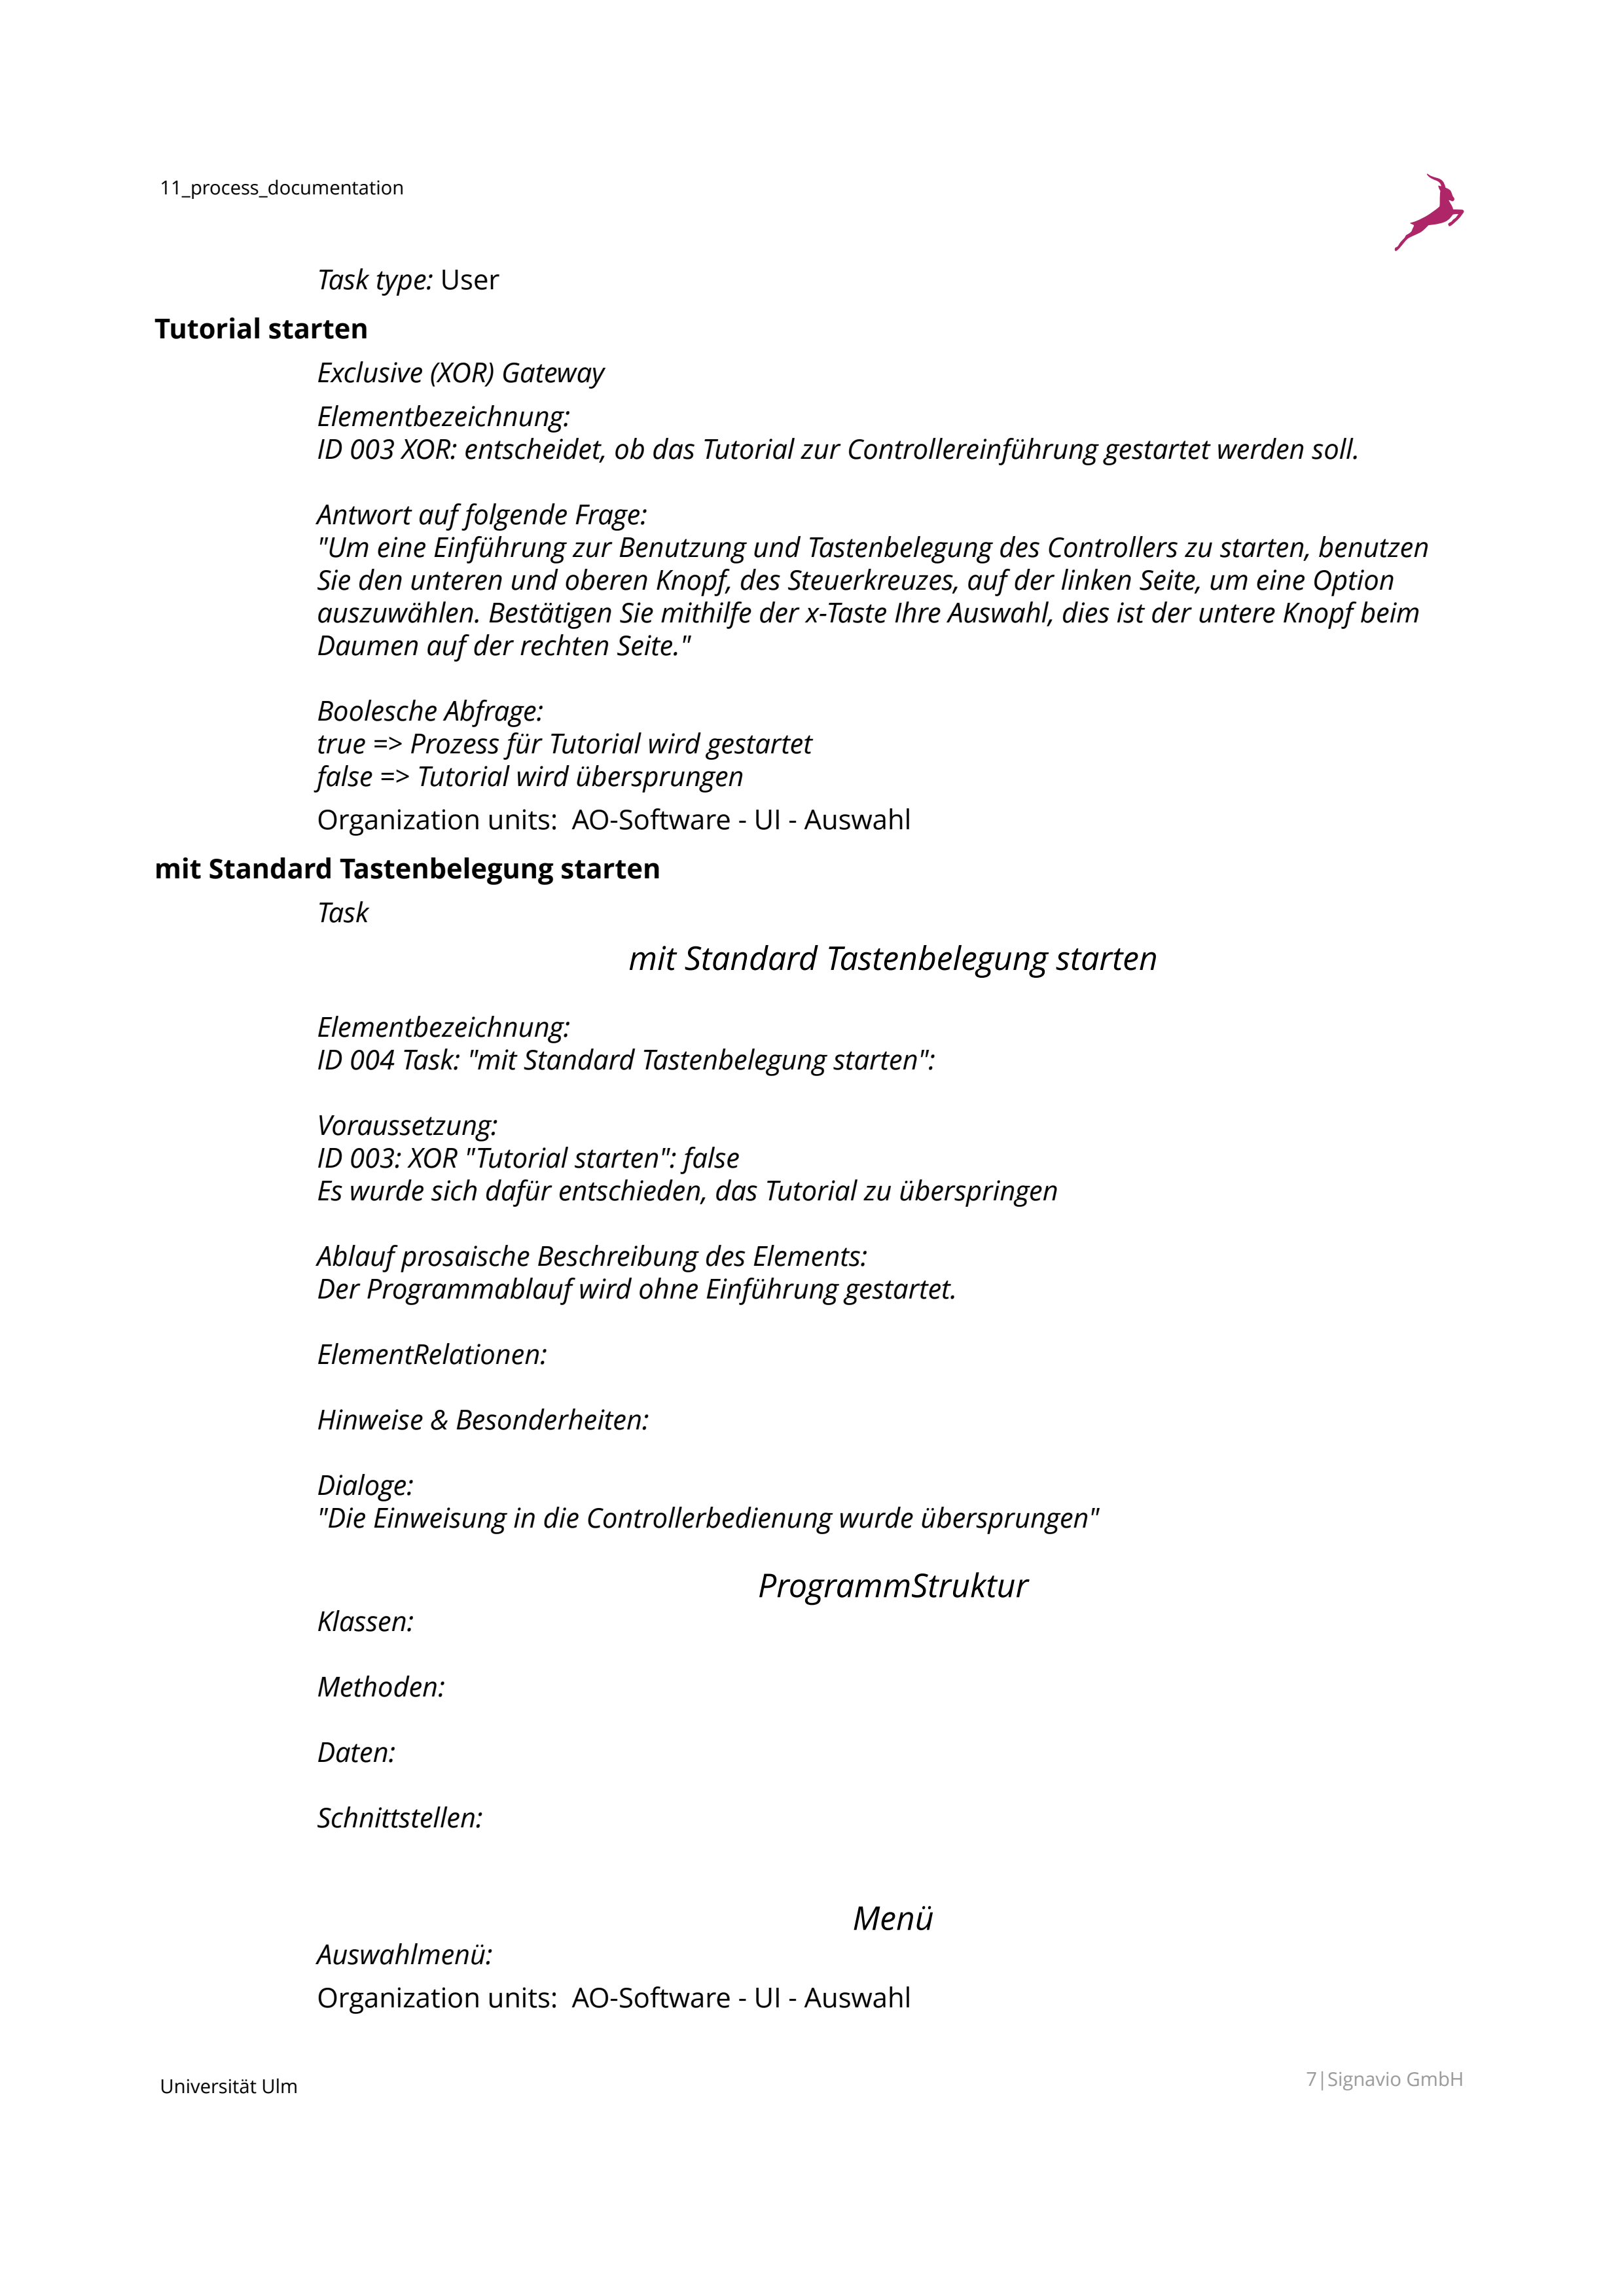 11_process_documentation
Task type: User
Tutorial starten
Exclusive (XOR) Gateway
Elementbezeichnung:
ID 003 XOR: entscheidet, ob das Tutorial zur Controllereinführung gestartet werden soll.
Antwort auf folgende Frage:
"Um eine Einführung zur Benutzung und Tastenbelegung des Controllers zu starten, benutzen
Sie den unteren und oberen Knopf, des Steuerkreuzes, auf der linken Seite, um eine Option
auszuwählen. Bestätigen Sie mithilfe der x-Taste Ihre Auswahl, dies ist der untere Knopf beim
Daumen auf der rechten Seite."
Boolesche Abfrage:
true => Prozess für Tutorial wird gestartet
false => Tutorial wird übersprungen
Organization units:  AO-Software - UI - Auswahl
mit Standard Tastenbelegung starten
Task
mit Standard Tastenbelegung starten
Elementbezeichnung:
ID 004 Task: "mit Standard Tastenbelegung starten":
Voraussetzung:
ID 003: XOR "Tutorial starten": false
Es wurde sich dafür entschieden, das Tutorial zu überspringen
Ablauf prosaische Beschreibung des Elements:
Der Programmablauf wird ohne Einführung gestartet.
ElementRelationen:
Hinweise & Besonderheiten:
Dialoge:
"Die Einweisung in die Controllerbedienung wurde übersprungen"
ProgrammStruktur
Klassen:
Methoden:
Daten:
Schnittstellen:
Menü
Auswahlmenü:
Organization units:  AO-Software - UI - Auswahl
Universität Ulm
7|Signavio GmbH